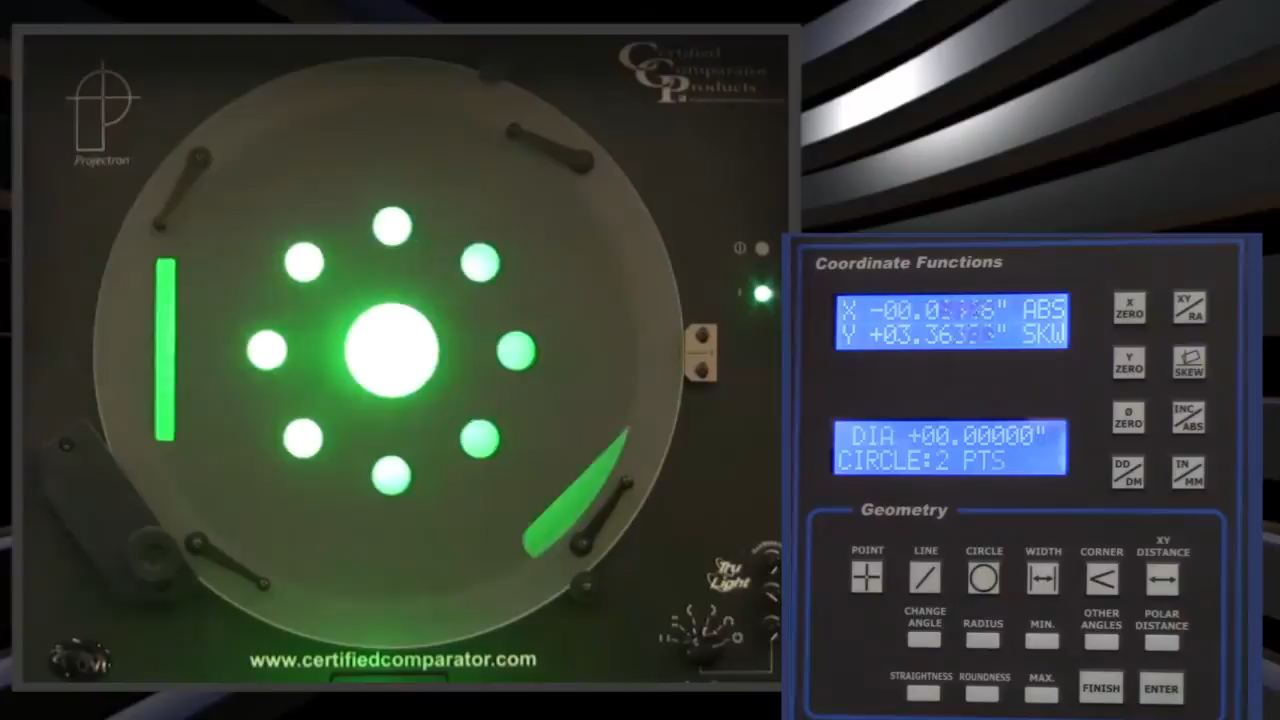 Projectron
Certified
Comparator
Products
Tru
Light
www.certifiedcomparator.com
Coordinate Functions
ABS
SKW
DIA +00.00000"
CIRCLE:2 PTS
X
ZERO
XY
RA
Y
ZERO
SKEW
Ø
ZERO
INC
ABS
DD
DM
IN
MM
Geometry
POINT
LINE
CIRCLE
WIDTH
CORNER
XY
DISTANCE
CHANGE
ANGLE
RADIUS
MIN.
OTHER
ANGLES
POLAR
DISTANCE
STRAIGHTNESS
ROUNDNESS
MAX.
FINISH
ENTER